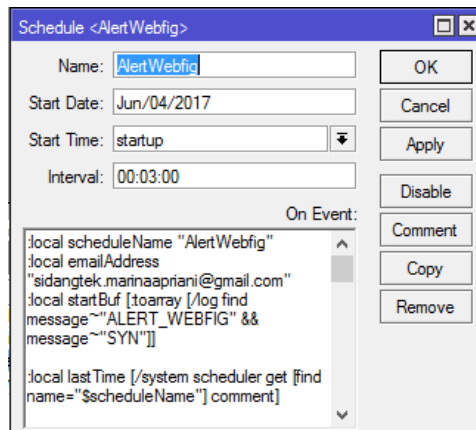 Schedule <AlertWebfig>
Name: AlertWebfig
OK
Start Date: Jun/04/2017
Cancel
Start Time: startup
Apply
Interval: 00:03:00
Disable
On Event:
Comment
Copy
Remove
:local scheduleName "AlertWebfig"
:local emailAddress
"sidangtek.marinaapriani@gmail.com"
:local startBuf [:toarray [/log find
message~"ALERT_WEBFIG" &&
message~"SYN"]]
:local lastTime [/system scheduler get [find
name="$scheduleName"] comment]